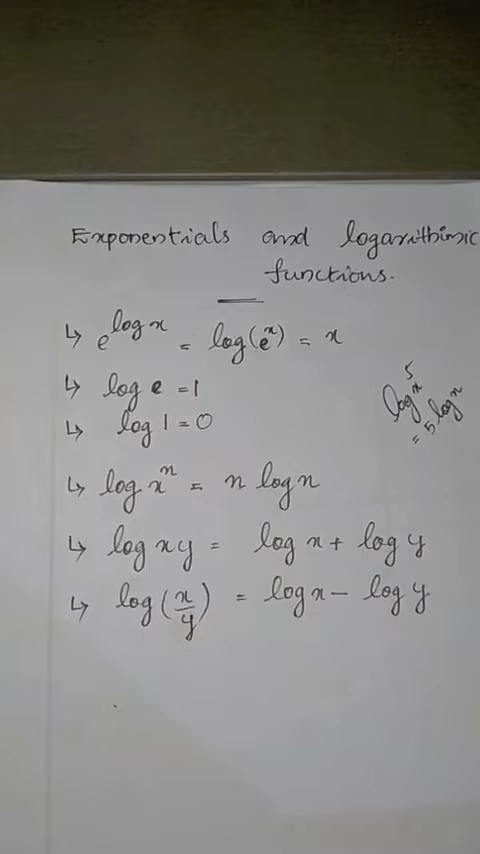 Exponentials and logarithimic
functions.
↳ e^{log x} = log(e^x) = x
↳ log e = 1
↳ log 1 = 0
log x^5
= 5 log x
↳ log x^n = n log x
↳ log xy = log x + log y
↳ log(x/y) = log x - log y